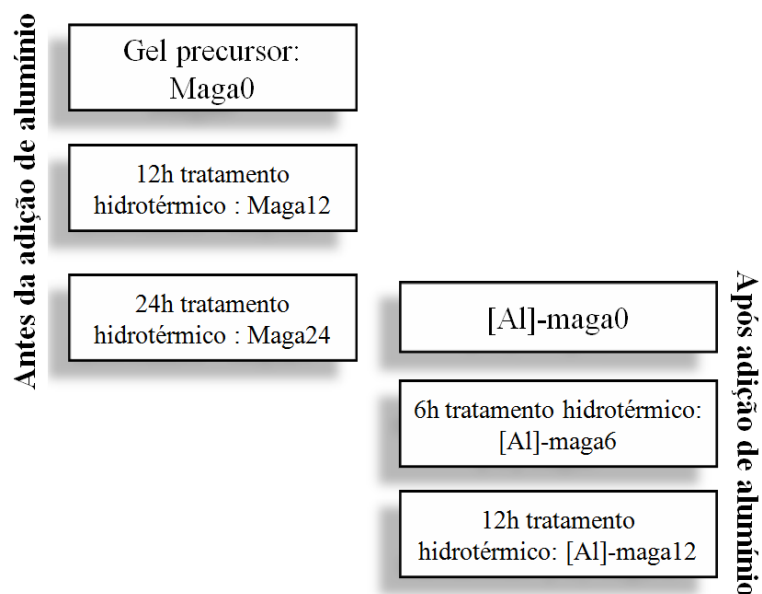 Antes da adição de alumínio
Gel precursor:
Maga0
12h tratamento
hidrotérmico : Maga12
24h tratamento
hidrotérmico : Maga24
[Al]-maga0
6h tratamento hidrotérmico:
[Al]-maga6
12h tratamento
hidrotérmico: [Al]-maga12
Após adição de alumínio